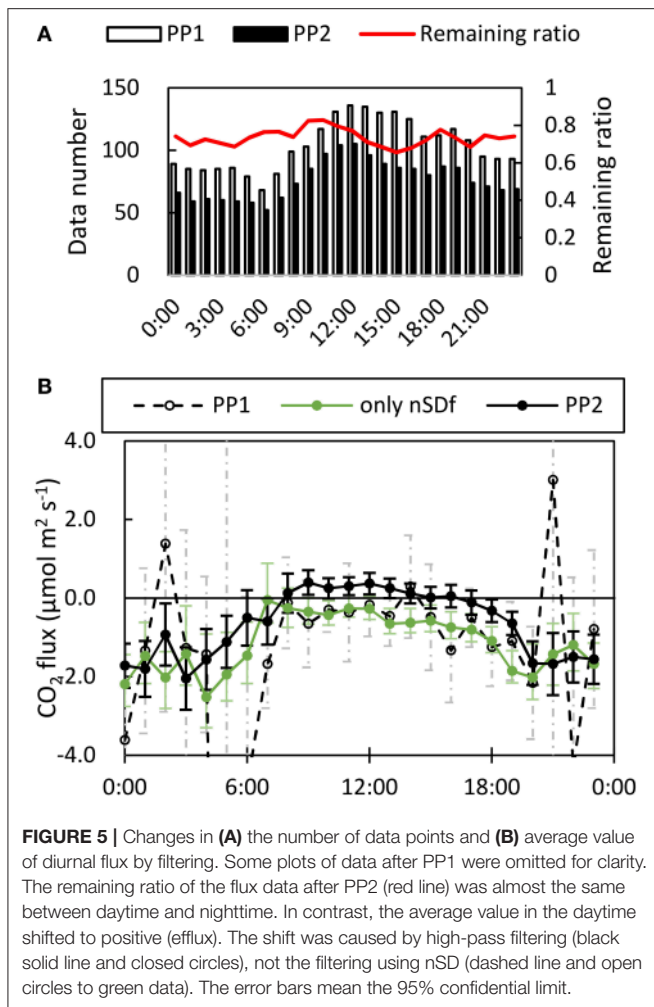 A
PP1 PP2 Remaining ratio
150
100
50
0
Data number
1
0.8
0.6
0.4
0.2
0
Remaining ratio
0:00 3:00 6:00 9:00 12:00 15:00 18:00 21:00
B
PP1 only nSDf PP2
4.0
2.0
0.0
-2.0
-4.0
CO2 flux (μmol m² s⁻¹)
0:00 6:00 12:00 18:00 0:00
FIGURE 5 | Changes in (A) the number of data points and (B) average value
of diurnal flux by filtering. Some plots of data after PP1 were omitted for clarity.
The remaining ratio of the flux data after PP2 (red line) was almost the same
between daytime and nighttime. In contrast, the average value in the daytime
shifted to positive (efflux). The shift was caused by high-pass filtering (black
solid line and closed circles), not the filtering using nSD (dashed line and open
circles to green data). The error bars mean the 95% confidential limit.